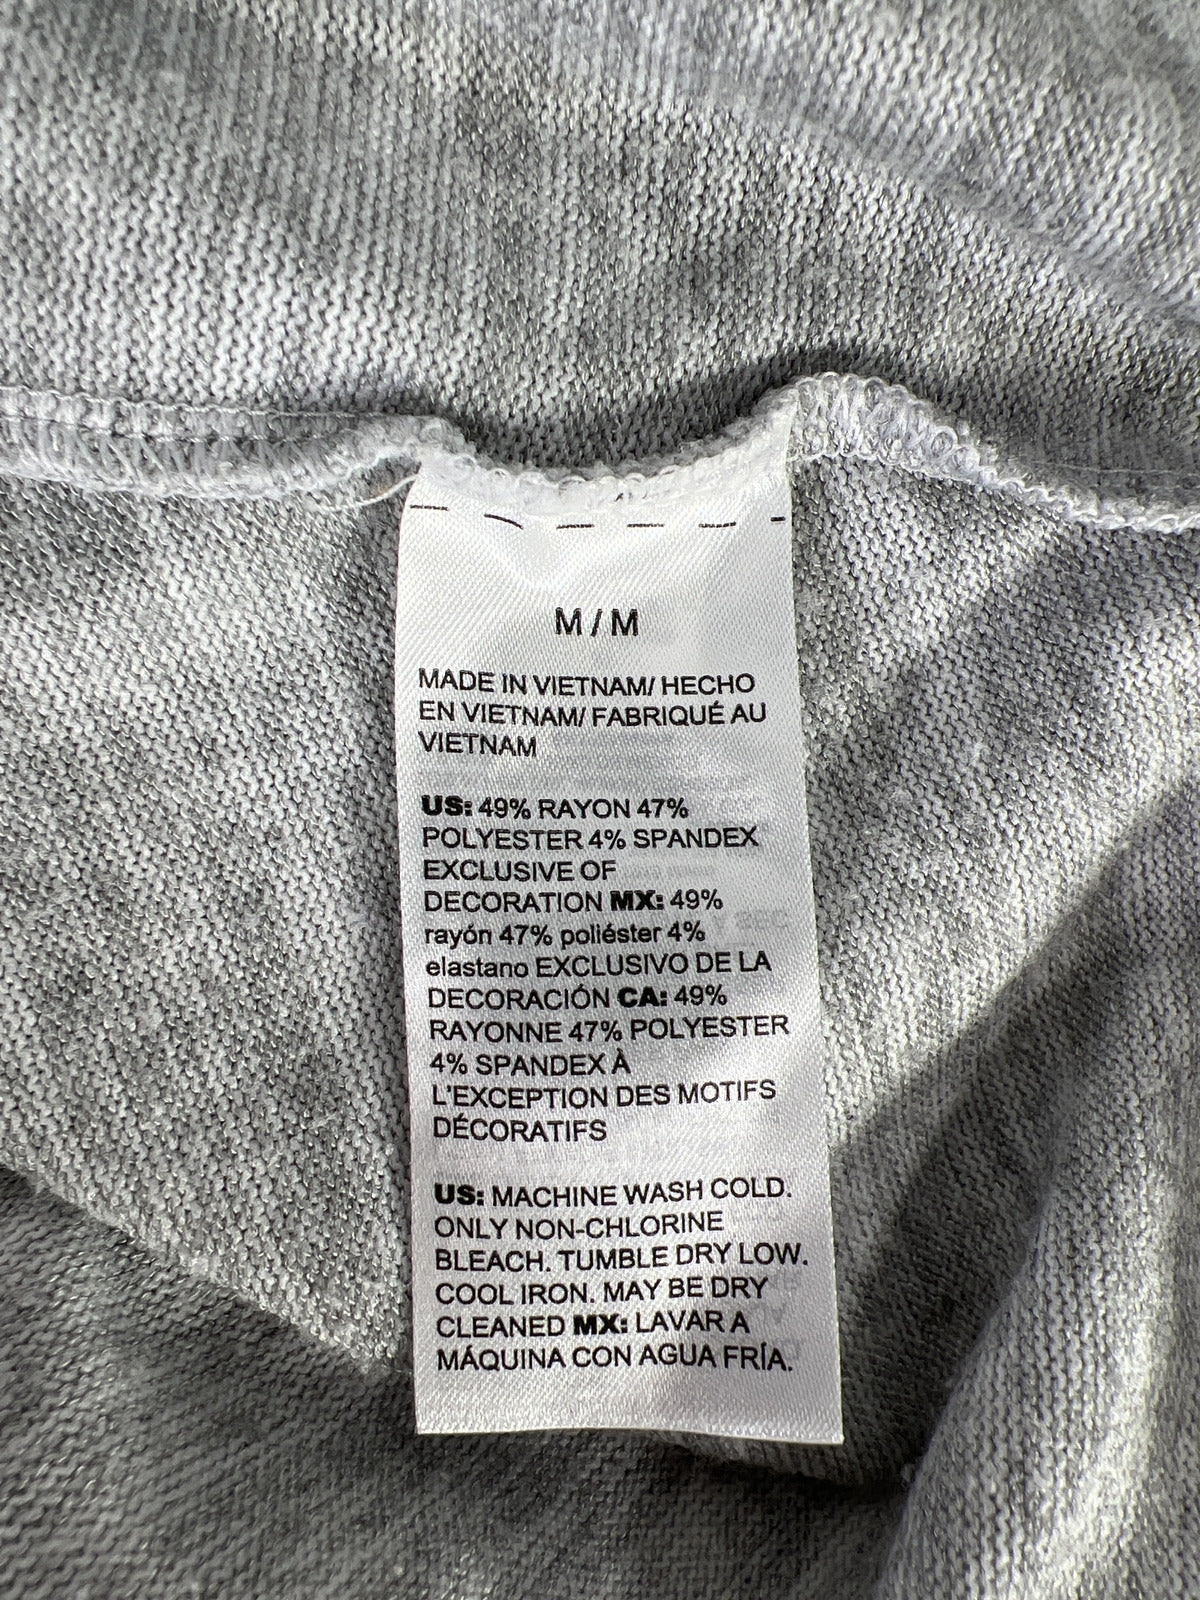 M/M
MADE IN VIETNAM/ HECHO
EN VIETNAM/ FABRIQUÉ AU
VIETNAM
US: 49% RAYON 47%
POLYESTER 4% SPANDEX
EXCLUSIVE OF
DECORATION MX: 49%
rayón 47% poliéster 4%
elastano EXCLUSIVO DE LA
DECORACIÓN CA: 49%
RAYONNE 47% POLYESTER
4% SPANDEX À
L'EXCEPTION DES MOTIFS
DÉCORATIFS
US: MACHINE WASH COLD.
ONLY NON-CHLORINE
BLEACH. TUMBLE DRY LOW.
COOL IRON. MAY BE DRY
CLEANED MX: LAVAR A
MÁQUINA CON AGUA FRÍA.